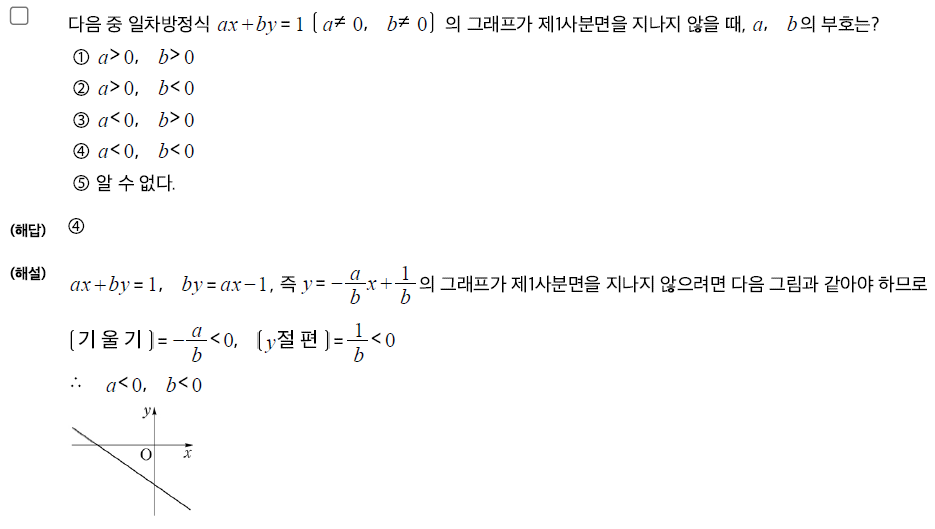 다음 중 일차방정식 ax+by=1 (a≠0, b≠0) 의 그래프가 제1사분면을 지나지 않을 때, a, b의 부호는?
① a>0, b>0
② a>0, b<0
③ a<0, b>0
④ a<0, b<0
⑤ 알 수 없다.
(해답) ④
(해설) ax+by=1, by=ax-1, 즉 y=-\frac{a}{b}x+\frac{1}{b}의 그래프가 제1사분면을 지나지 않으려면 다음 그림과 같아야 하므로
(기 울 기)=-\frac{a}{b}<0, (y절 편)=\frac{1}{b}<0
∴ a<0, b<0
y
O x